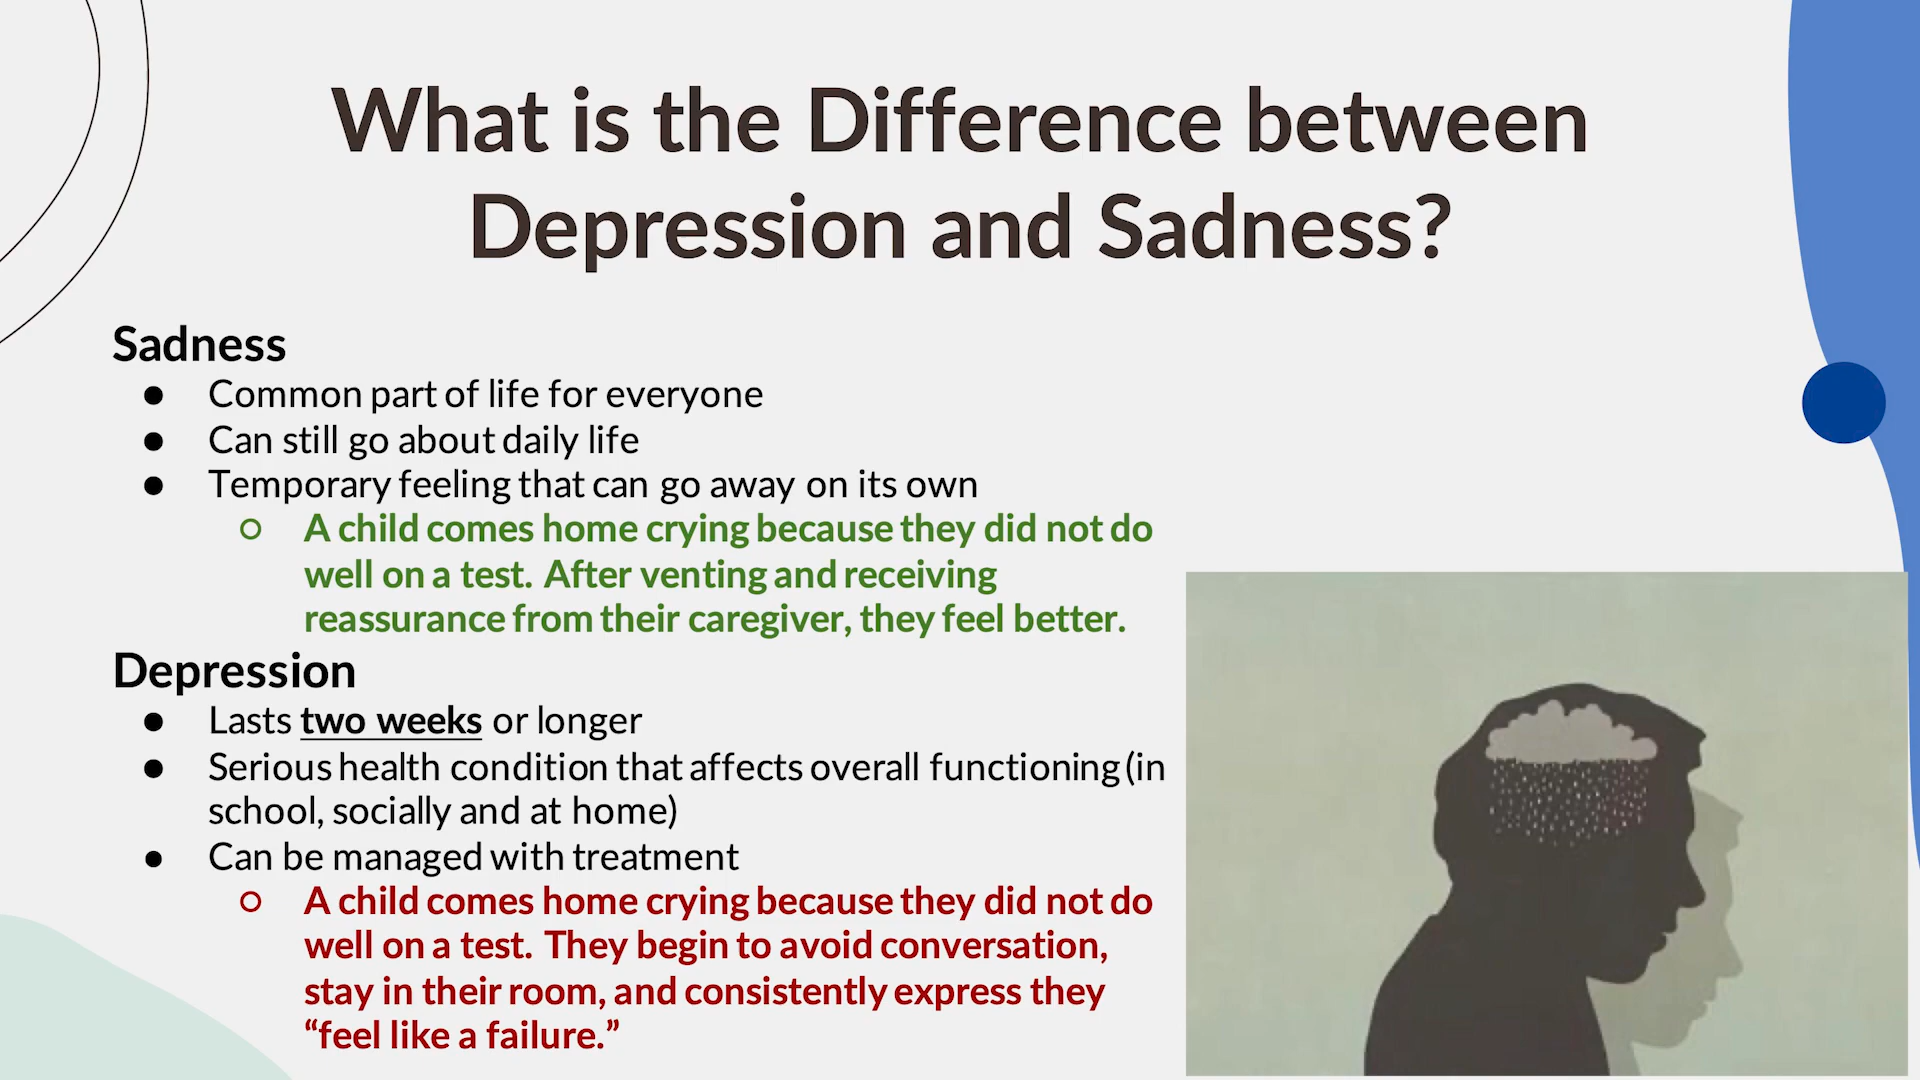 What is the Difference between
Depression and Sadness?
Sadness
● Common part of life for everyone
● Can still go about daily life
● Temporary feeling that can go away on its own
○ A child comes home crying because they did not do
well on a test. After venting and receiving
reassurance from their caregiver, they feel better.
Depression
● Lasts two weeks or longer
● Serious health condition that affects overall functioning (in
school, socially and at home)
● Can be managed with treatment
○ A child comes home crying because they did not do
well on a test. They begin to avoid conversation,
stay in their room, and consistently express they
“feel like a failure.”